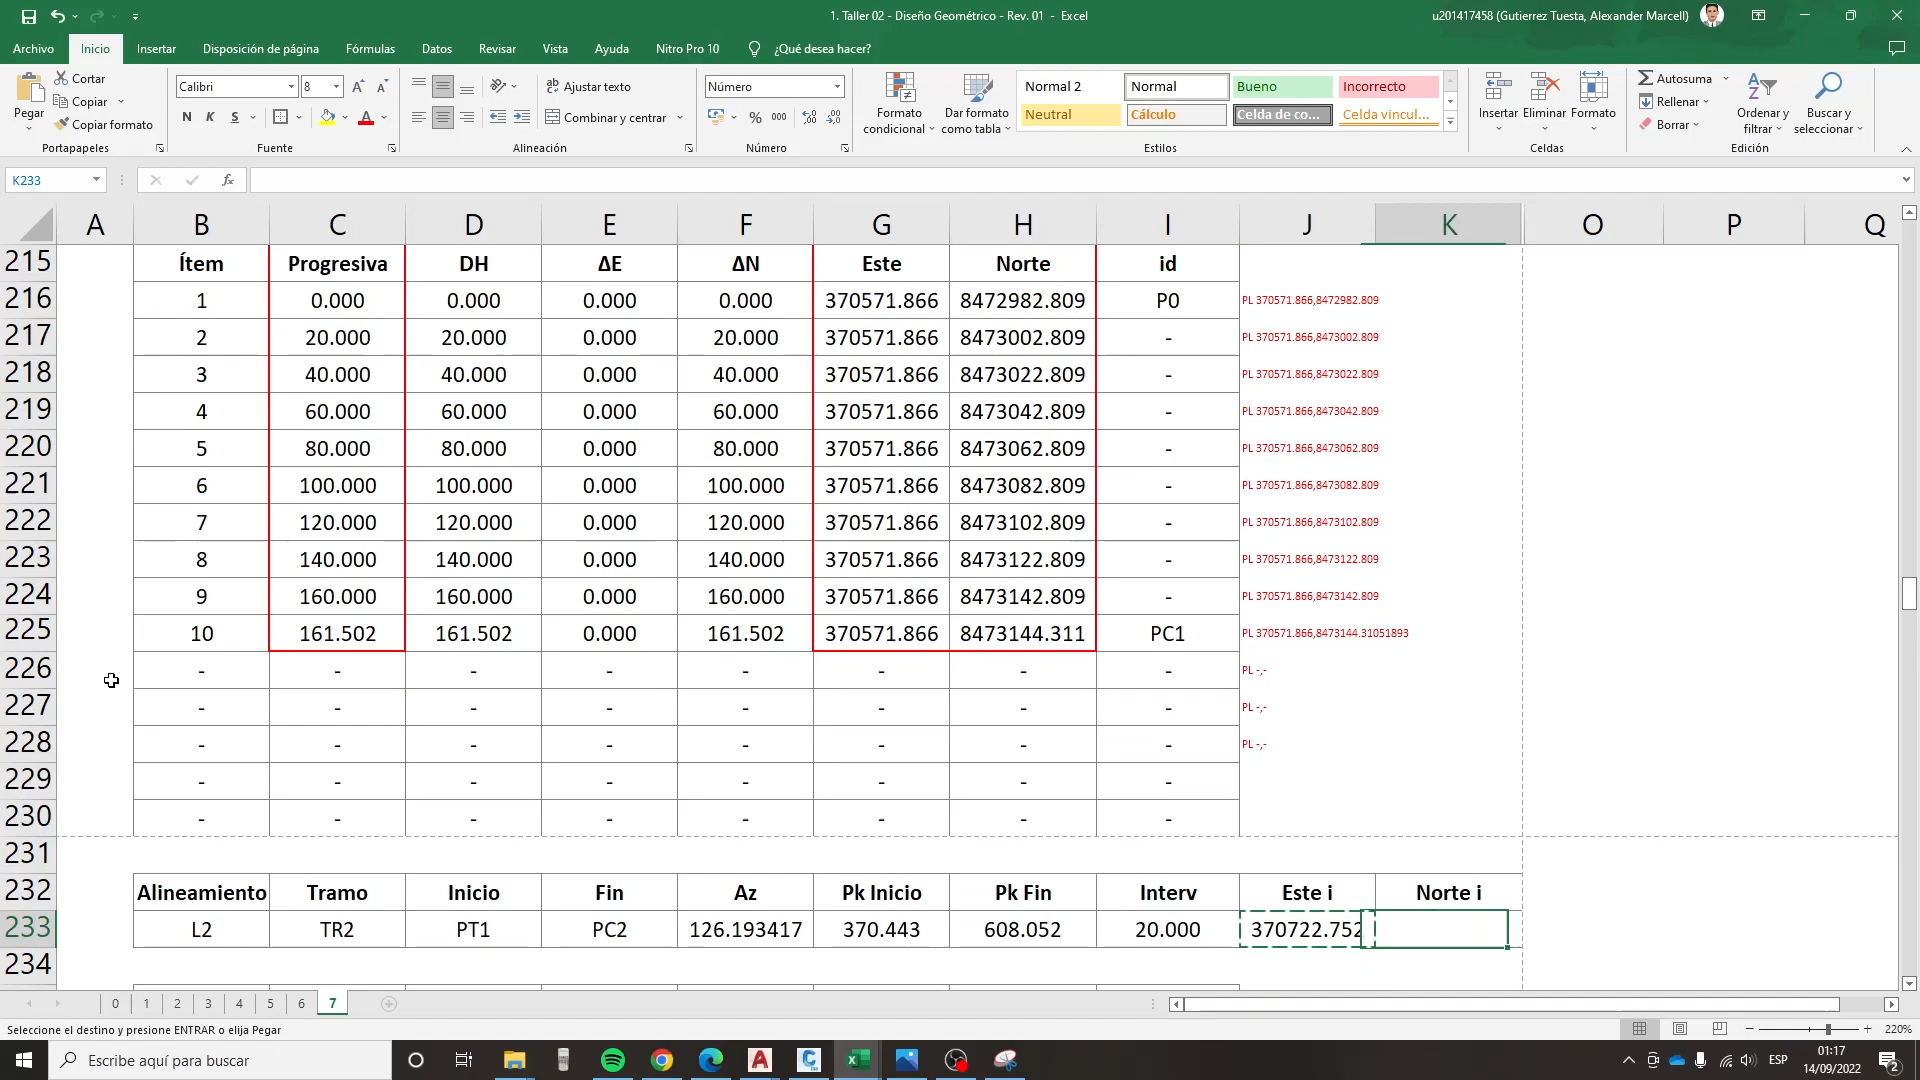 1. Taller 02 - Diseño Geométrico - Rev. 01 - Excel
u201417458 (Gutierrez Tuesta, Alexander Marcell)
Archivo Inicio Insertar Disposición de página Fórmulas Datos Revisar Vista Ayuda Nitro Pro 10 ¿Qué desea hacer?
Pegar
Cortar
Copiar
Copiar formato
Portapapeles
Calibri 8
N K S
Fuente
Ajustar texto
Combinar y centrar
Alineación
Número
% 000
Número
Formato condicional
Dar formato como tabla
Normal 2 Normal Bueno Incorrecto
Neutral Cálculo Celda de co... Celda vincul...
Estilos
Insertar Eliminar Formato
Celdas
Autosuma
Rellenar
Borrar
Ordenar y filtrar
Buscar y seleccionar
Edición
K233 fx
A B C D E F G H I J K O P Q
215 Ítem Progresiva DH ΔE ΔN Este Norte id
216 1 0.000 0.000 0.000 0.000 370571.866 8472982.809 P0 PL 370571.866,8472982.809
217 2 20.000 20.000 0.000 20.000 370571.866 8473002.809 - PL 370571.866,8473002.809
218 3 40.000 40.000 0.000 40.000 370571.866 8473022.809 - PL 370571.866,8473022.809
219 4 60.000 60.000 0.000 60.000 370571.866 8473042.809 - PL 370571.866,8473042.809
220 5 80.000 80.000 0.000 80.000 370571.866 8473062.809 - PL 370571.866,8473062.809
221 6 100.000 100.000 0.000 100.000 370571.866 8473082.809 - PL 370571.866,8473082.809
222 7 120.000 120.000 0.000 120.000 370571.866 8473102.809 - PL 370571.866,8473102.809
223 8 140.000 140.000 0.000 140.000 370571.866 8473122.809 - PL 370571.866,8473122.809
224 9 160.000 160.000 0.000 160.000 370571.866 8473142.809 - PL 370571.866,8473142.809
225 10 161.502 161.502 0.000 161.502 370571.866 8473144.311 PC1 PL 370571.866,8473144.31051893
226 - - - - - - - - PL -,-
227 - - - - - - - - PL -,-
228 - - - - - - - - PL -,-
229 - - - - - - - -
230 - - - - - - - -
231
232 Alineamiento Tramo Inicio Fin Az Pk Inicio Pk Fin Interv Este i Norte i
233 L2 TR2 PT1 PC2 126.193417 370.443 608.052 20.000 370722.752
234
0 1 2 3 4 5 6 7
Seleccione el destino y presione ENTRAR o elija Pegar
220%
Escribe aquí para buscar
ESP
01:17
14/09/2022
2